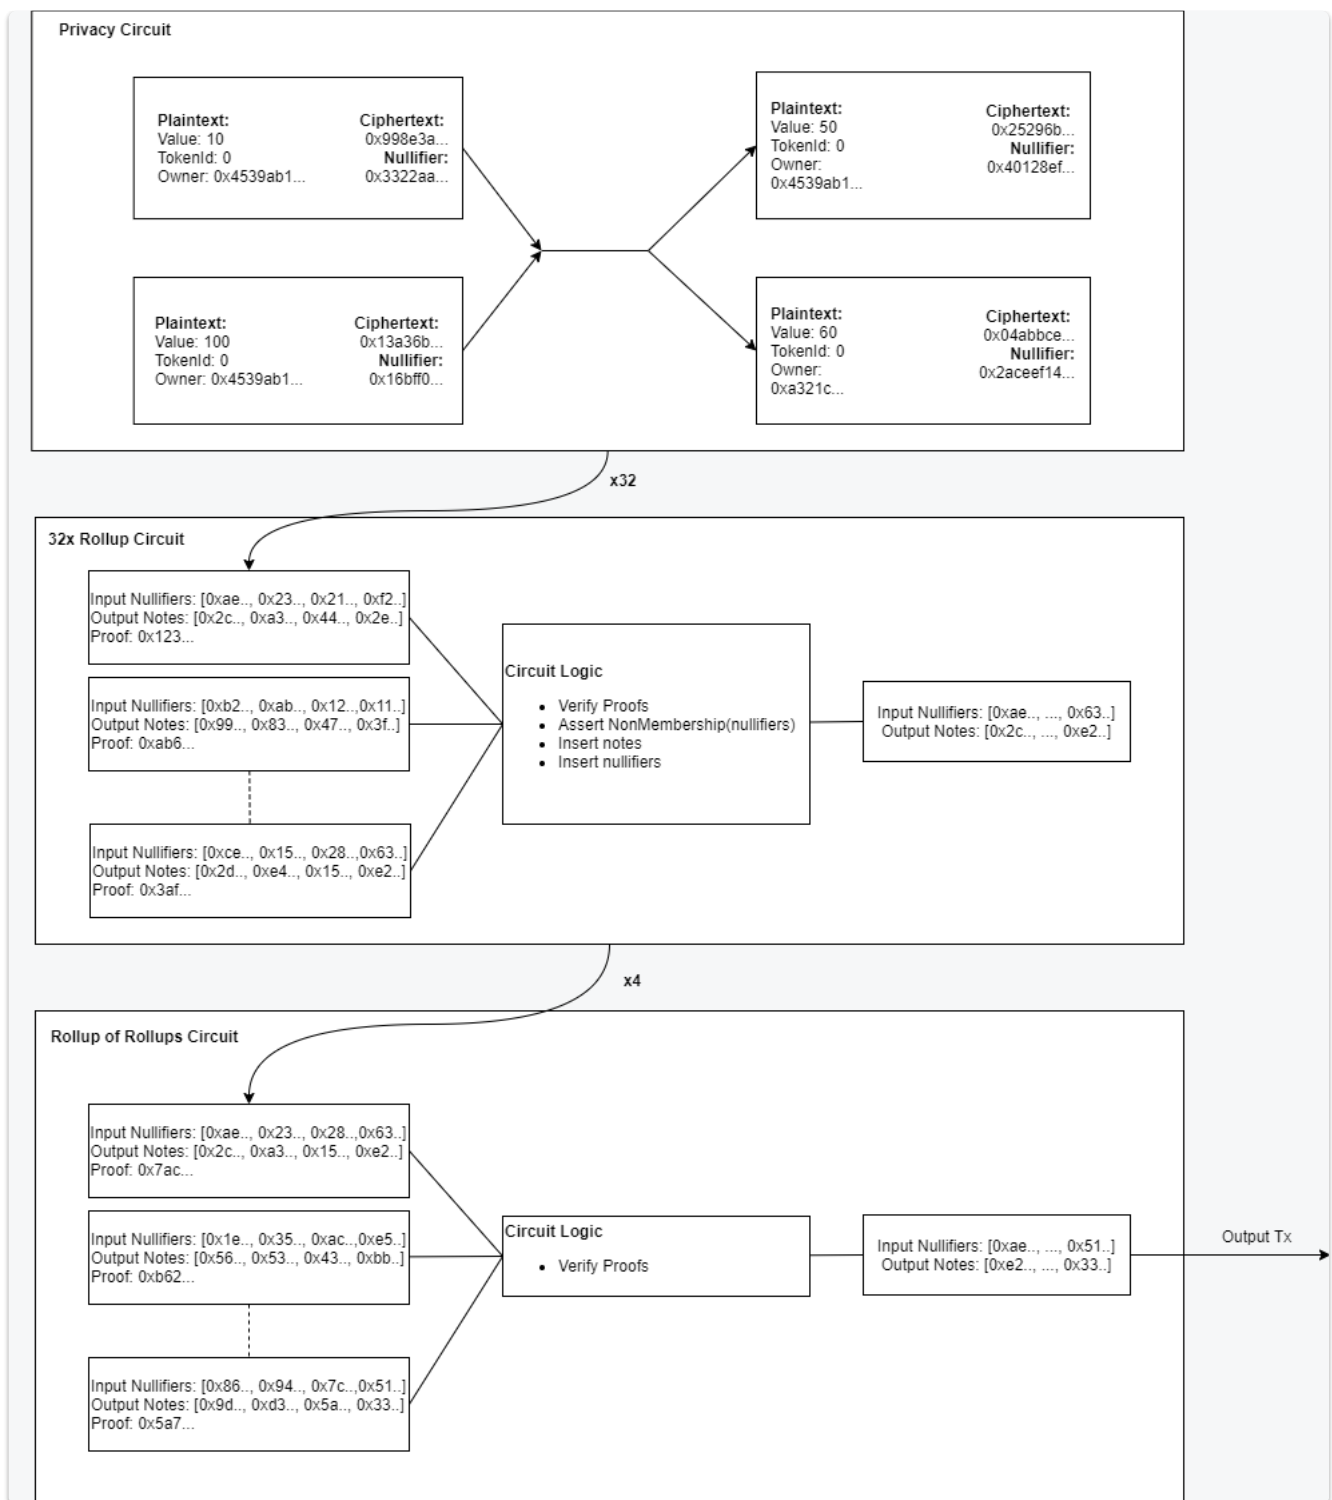 Privacy Circuit
Plaintext:
Value: 10
TokenId: 0
Owner: 0x4539ab1...
Ciphertext:
0x998e3a...
Nullifier:
0x3322aa...
Plaintext:
Value: 50
TokenId: 0
Owner:
0x4539ab1...
Ciphertext:
0x25296b...
Nullifier:
0x40128ef...
Plaintext:
Value: 100
TokenId: 0
Owner: 0x4539ab1...
Ciphertext:
0x13a36b...
Nullifier:
0x16bff0...
Plaintext:
Value: 60
TokenId: 0
Owner:
0xa321c...
Ciphertext:
0x04abbce...
Nullifier:
0x2aceef14...
x32
32x Rollup Circuit
Input Nullifiers: [0xae.., 0x23.., 0x21.., 0xf2..]
Output Notes: [0x2c.., 0xa3.., 0x44.., 0x2e..]
Proof: 0x123...
Input Nullifiers: [0xb2.., 0xab.., 0x12..,0x11..]
Output Notes: [0x99.., 0x83.., 0x47.., 0x3f..]
Proof: 0xab6...
Input Nullifiers: [0xce.., 0x15.., 0x28..,0x63..]
Output Notes: [0x2d.., 0xe4.., 0x15.., 0xe2..]
Proof: 0x3af...
Circuit Logic
• Verify Proofs
• Assert NonMembership(nullifiers)
• Insert notes
• Insert nullifiers
Input Nullifiers: [0xae.., ..., 0x63..]
Output Notes: [0x2c.., ..., 0xe2..]
x4
Rollup of Rollups Circuit
Input Nullifiers: [0xae.., 0x23.., 0x28..,0x63..]
Output Notes: [0x2c.., 0xa3.., 0x15.., 0xe2..]
Proof: 0x7ac...
Input Nullifiers: [0x1e.., 0x35.., 0xac..,0xe5..]
Output Notes: [0x56.., 0x53.., 0x43.., 0xbb..]
Proof: 0xb62...
Input Nullifiers: [0x86.., 0x94.., 0x7c..,0x51..]
Output Notes: [0x9d.., 0xd3.., 0x5a.., 0x33..]
Proof: 0x5a7...
Circuit Logic
• Verify Proofs
Input Nullifiers: [0xae.., ..., 0x51..]
Output Notes: [0xe2.., ..., 0x33..]
Output Tx